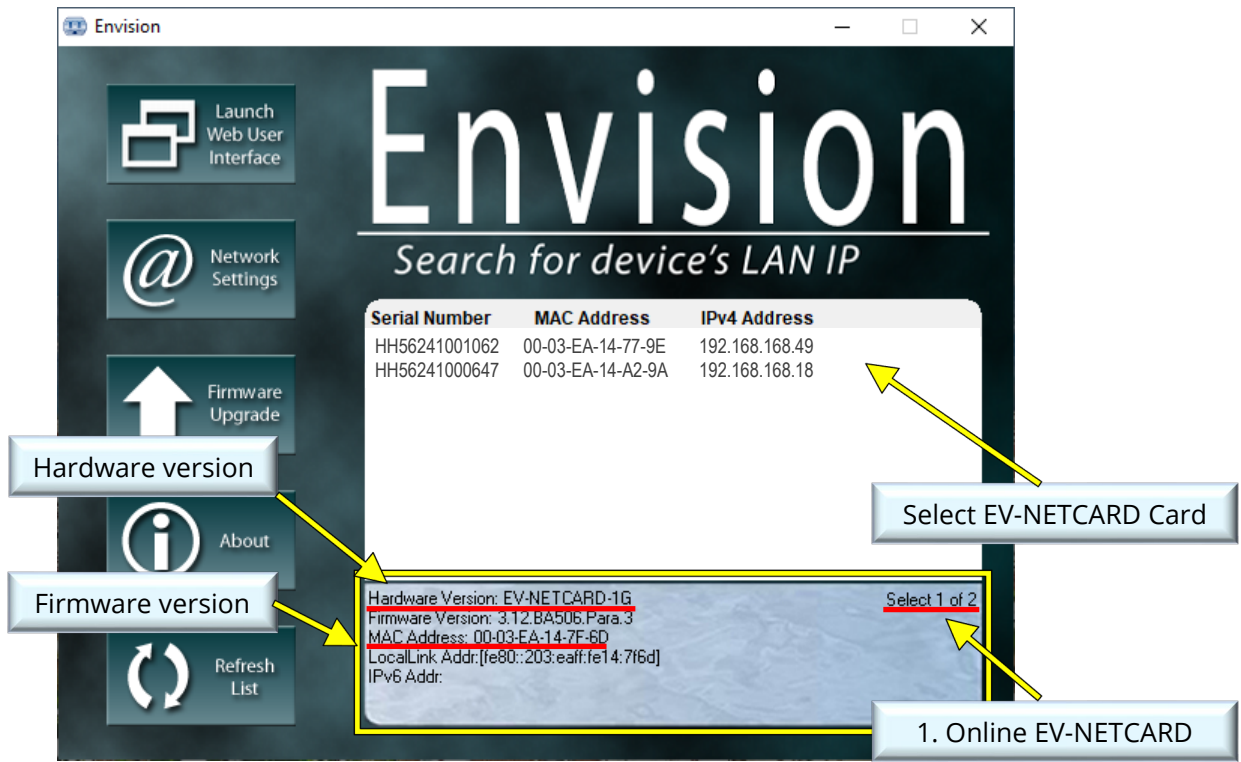 Envision
Launch
Web User
Interface
Network
Settings
Firmware
Upgrade
Hardware version
About
Firmware version
Refresh
List
Envision
Search for device's LAN IP
Serial Number MAC Address IPv4 Address
HH56241001062 00-03-EA-14-77-9E 192.168.168.49
HH56241000647 00-03-EA-14-A2-9A 192.168.168.18
Select EV-NETCARD Card
Hardware Version: EV-NETCARD-1G
Select 1 of 2
Firmware Version: 3.12.BA506.Para.3
MAC Address: 00-03-EA-14-7F-6D
LocalLink Addr:[fe80::203:eaff:fe14:7f6d]
IPv6 Addr:
1. Online EV-NETCARD